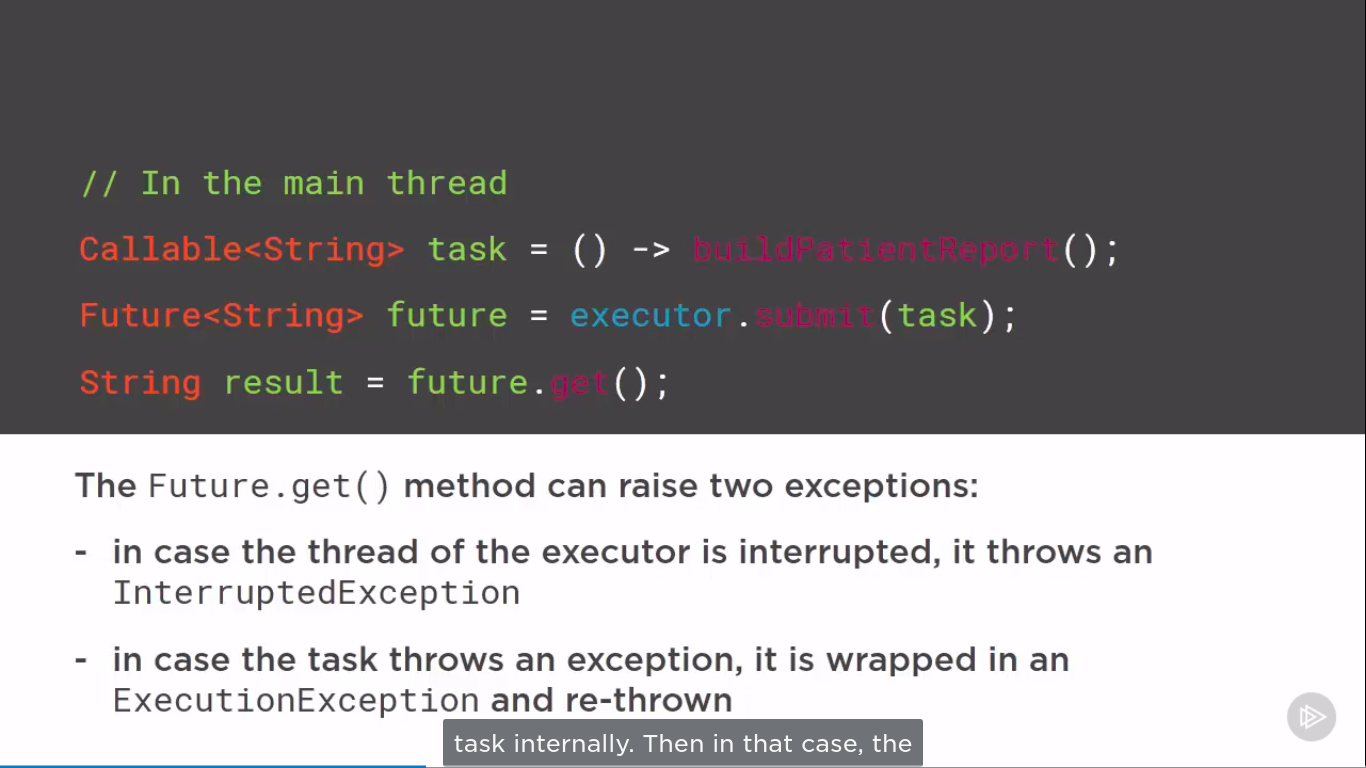 // In the main thread
Callable<String> task = () -> buildPatientReport();
Future<String> future = executor.submit(task);
String result = future.get();
The Future.get() method can raise two exceptions:
- in case the thread of the executor is interrupted, it throws an
InterruptedException
- in case the task throws an exception, it is wrapped in an
ExecutionException and re-thrown
task internally. Then in that case, the